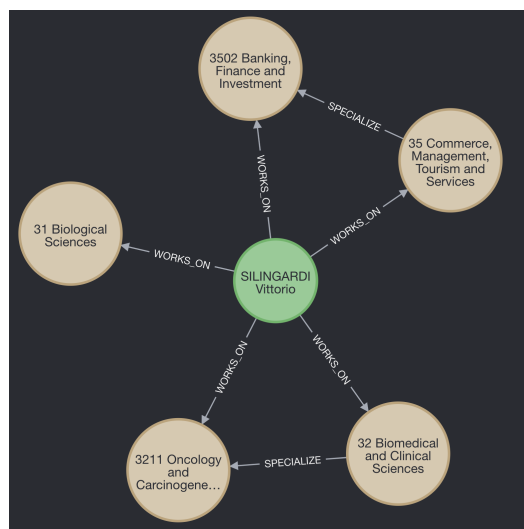 3502 Banking,
Finance and
Investment
SPECIALIZE
35 Commerce,
Management,
Tourism and
Services
WORKS_ON
WORKS_ON
31 Biological
Sciences
WORKS_ON
SILINGARDI
Vittorio
WORKS_ON
WORKS_ON
3211 Oncology
and
Carcinogene…
SPECIALIZE
32 Biomedical
and Clinical
Sciences